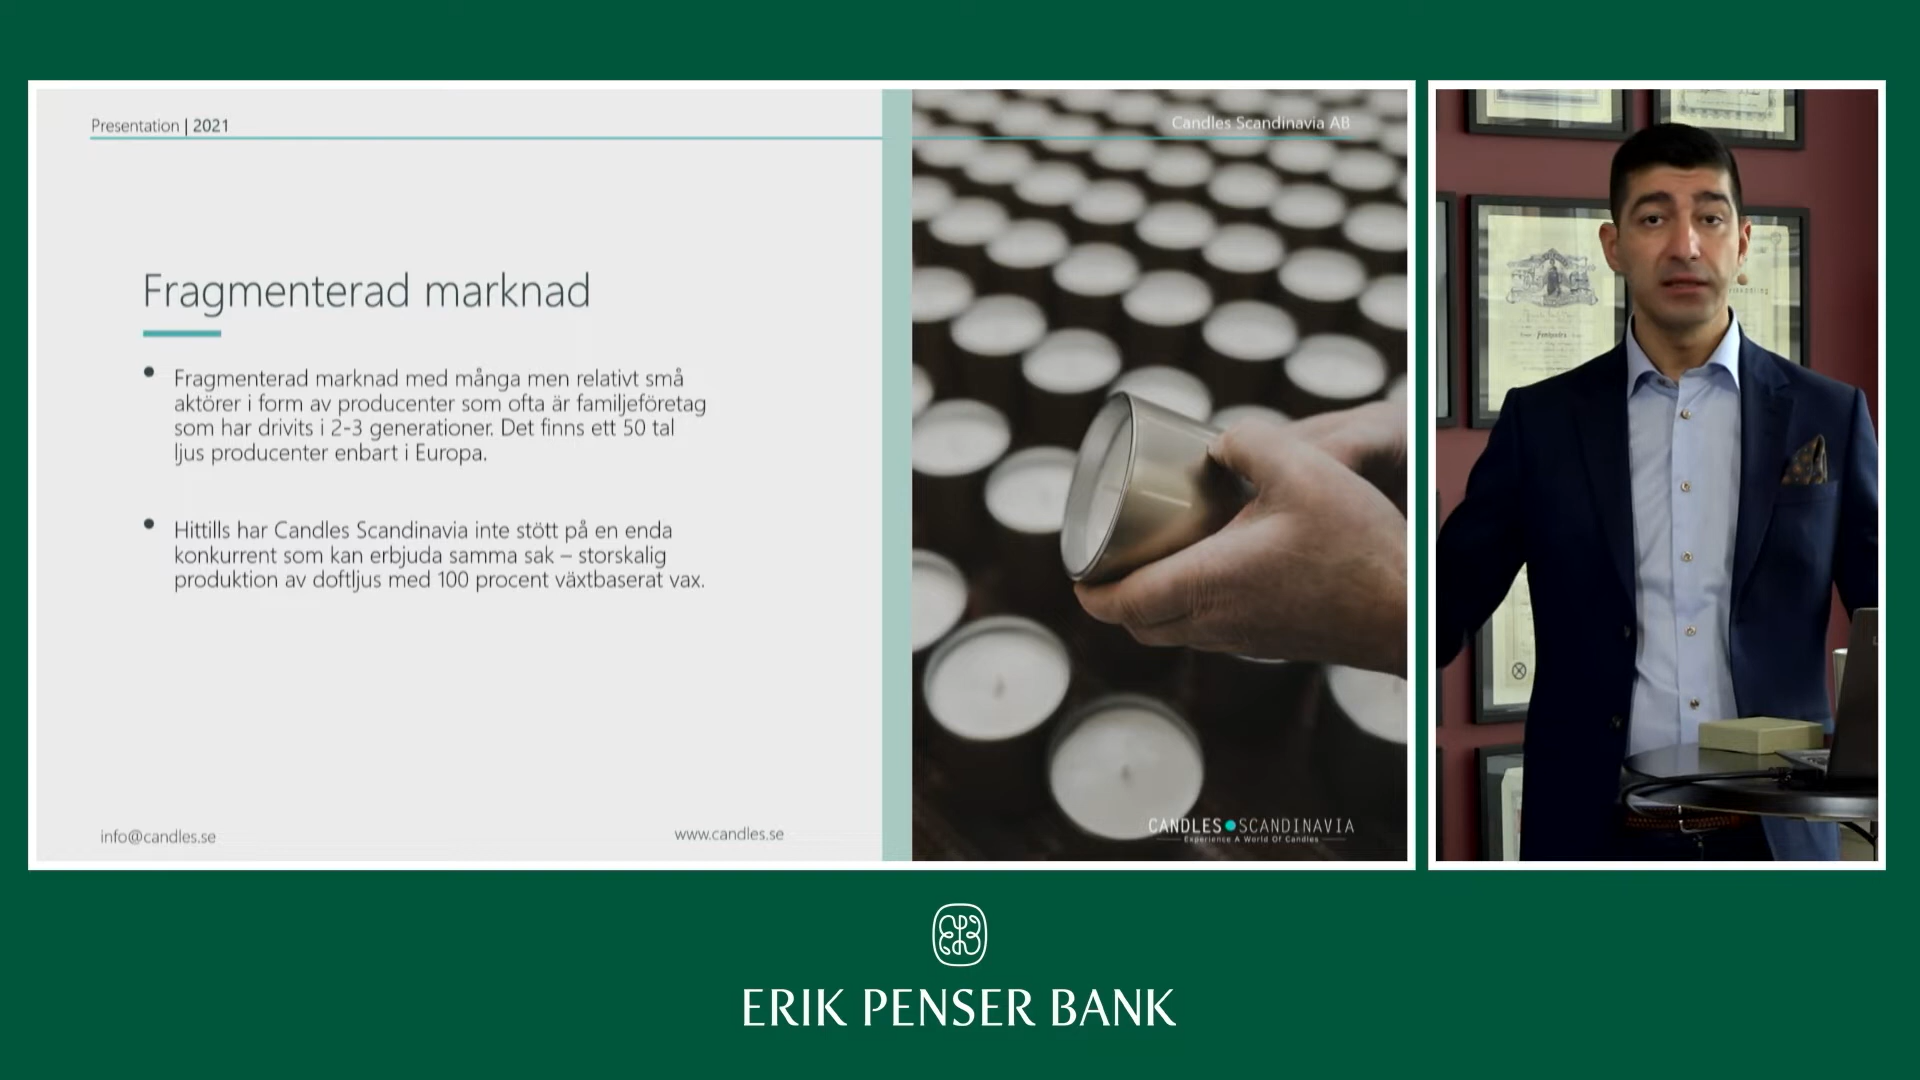 Presentation | 2021
Candles Scandinavia AB
Fragmenterad marknad
• Fragmenterad marknad med många men relativt små
aktörer i form av producenter som ofta är familjeföretag
som har drivits i 2-3 generationer. Det finns ett 50 tal
ljus producenter enbart i Europa.
• Hittills har Candles Scandinavia inte stött på en enda
konkurrent som kan erbjuda samma sak – storskalig
produktion av doftljus med 100 procent växtbaserat vax.
info@candles.se
www.candles.se
CANDLES●SCANDINAVIA
Experience A World Of Candles
ERIK PENSER BANK